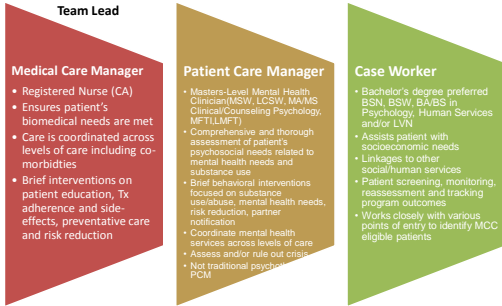 Team Lead
Medical Care Manager
• Registered Nurse (CA)
• Ensures patient's
biomedical needs are met
• Care is coordinated across
levels of care including co-
morbidties
• Brief interventions on
patient education, Tx
adherence and side-
effects, preventative care
and risk reduction
Patient Care Manager
• Masters-Level Mental Health
Clinician(MSW, LCSW, MA/MS
Clinical/Counseling Psychology,
MFTI,LMFT)
• Comprehensive and thorough
assessment of patient's
psychosocial needs related to
mental health needs and
substance use
• Brief behavioral interventions
focused on substance
use/abuse, mental health needs,
risk reduction, partner
notification
• Coordinate mental health
services across levels of care
• Assess and/or rule out crisis
• Not traditional
PCM
Case Worker
• Bachelor's degree preferred
BSN, BSW, BA/BS in
Psychology, Human Services
and/or LVN
• Assists patient with
socioeconomic needs
• Linkages to other
social/human services
• Patient screening, monitoring,
reassessment and tracking
program outcomes
• Works closely with various
points of entry to identify MCC
eligible patients